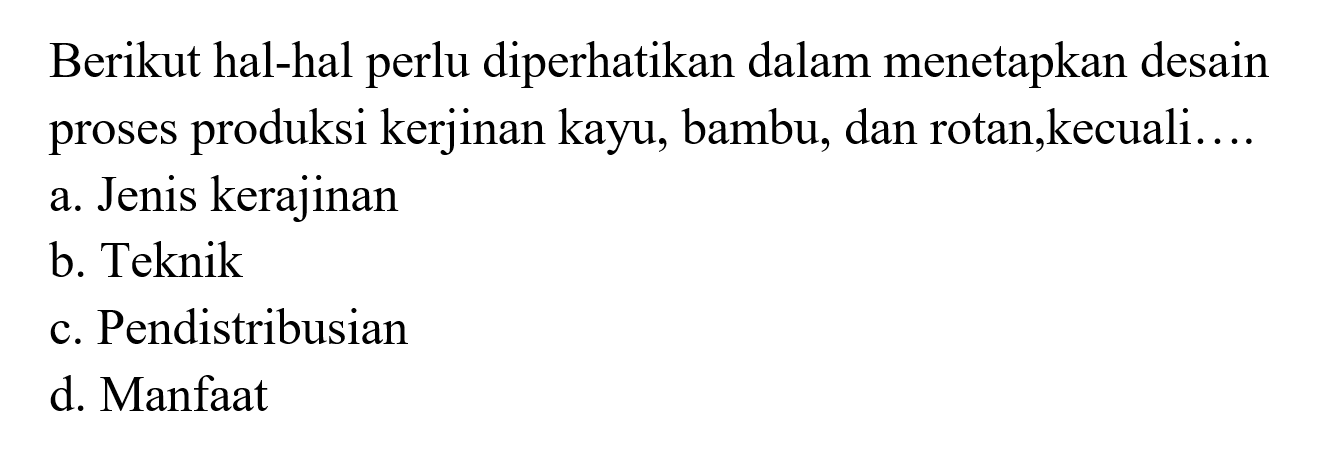 Berikut hal-hal perlu diperhatikan dalam menetapkan desain
proses produksi kerjinan kayu, bambu, dan rotan,kecuali....
a. Jenis kerajinan
b. Teknik
c. Pendistribusian
d. Manfaat